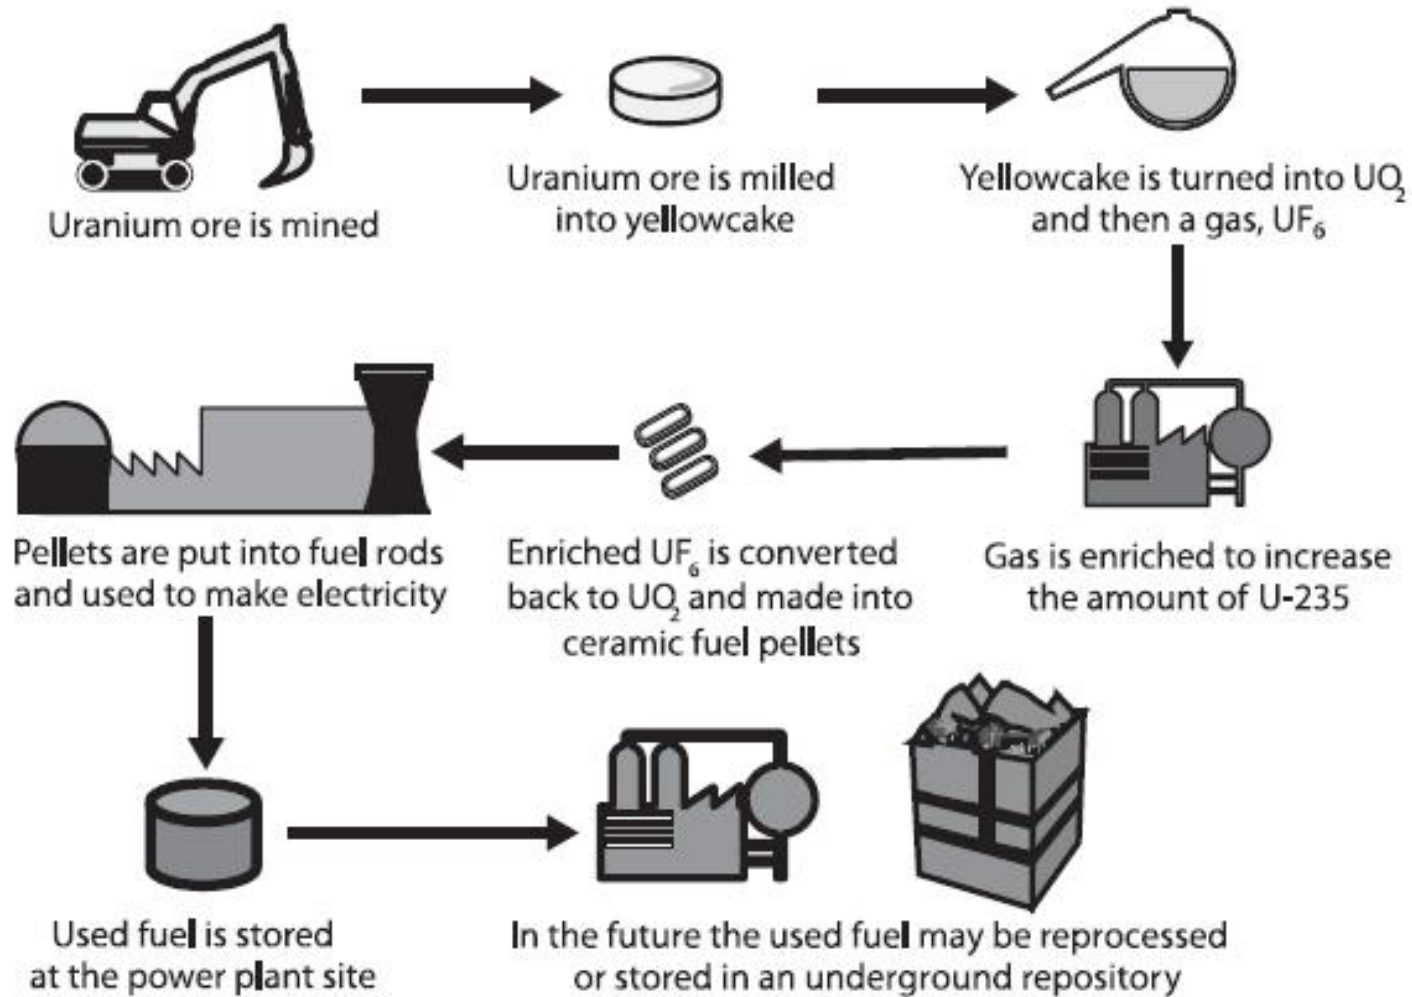 Uranium ore is mined
Uranium ore is milled
into yellowcake
Yellowcake is turned into UO₂
and then a gas, UF₆
Gas is enriched to increase
the amount of U-235
Enriched UF₆ is converted
back to UO₂ and made into
ceramic fuel pellets
Pellets are put into fuel rods
and used to make electricity
Used fuel is stored
at the power plant site
In the future the used fuel may be reprocessed
or stored in an underground repository